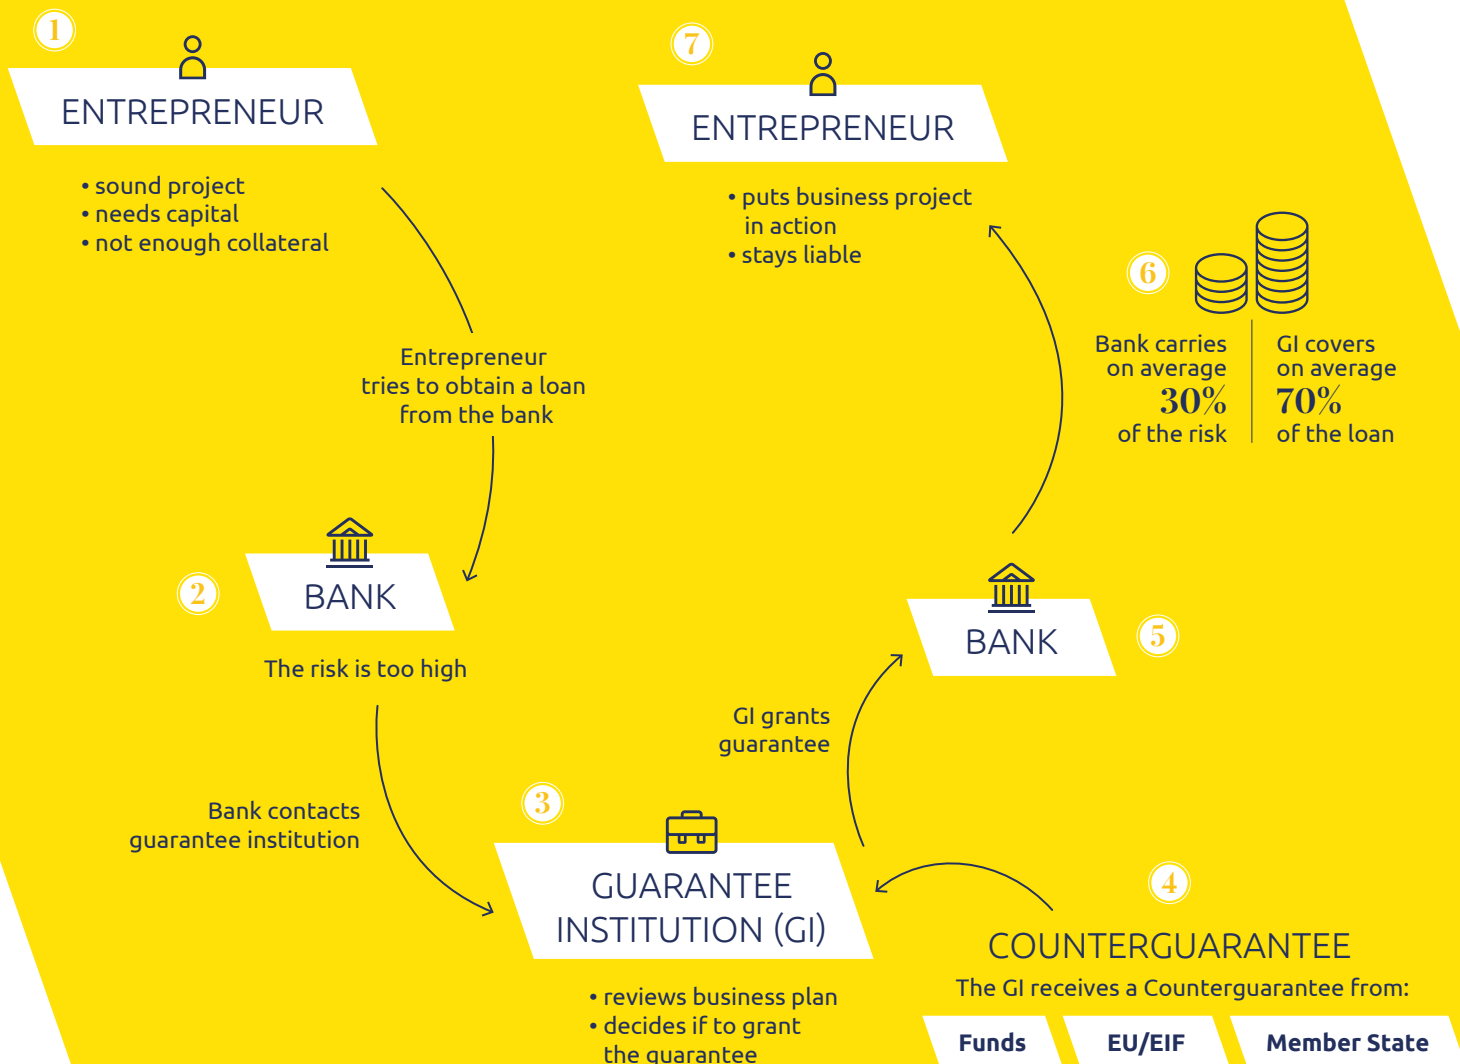 1
ENTREPRENEUR
• sound project
• needs capital
• not enough collateral
Entrepreneur
tries to obtain a loan
from the bank
2
BANK
The risk is too high
Bank contacts
guarantee institution
3
GUARANTEE
INSTITUTION (GI)
• reviews business plan
• decides if to grant
the guarantee
4
COUNTERGUARANTEE
The GI receives a Counterguarantee from:
Funds
EU/EIF
Member State
GI grants
guarantee
5
BANK
6
Bank carries
on average
30%
of the risk
GI covers
on average
70%
of the loan
7
ENTREPRENEUR
• puts business project
in action
• stays liable